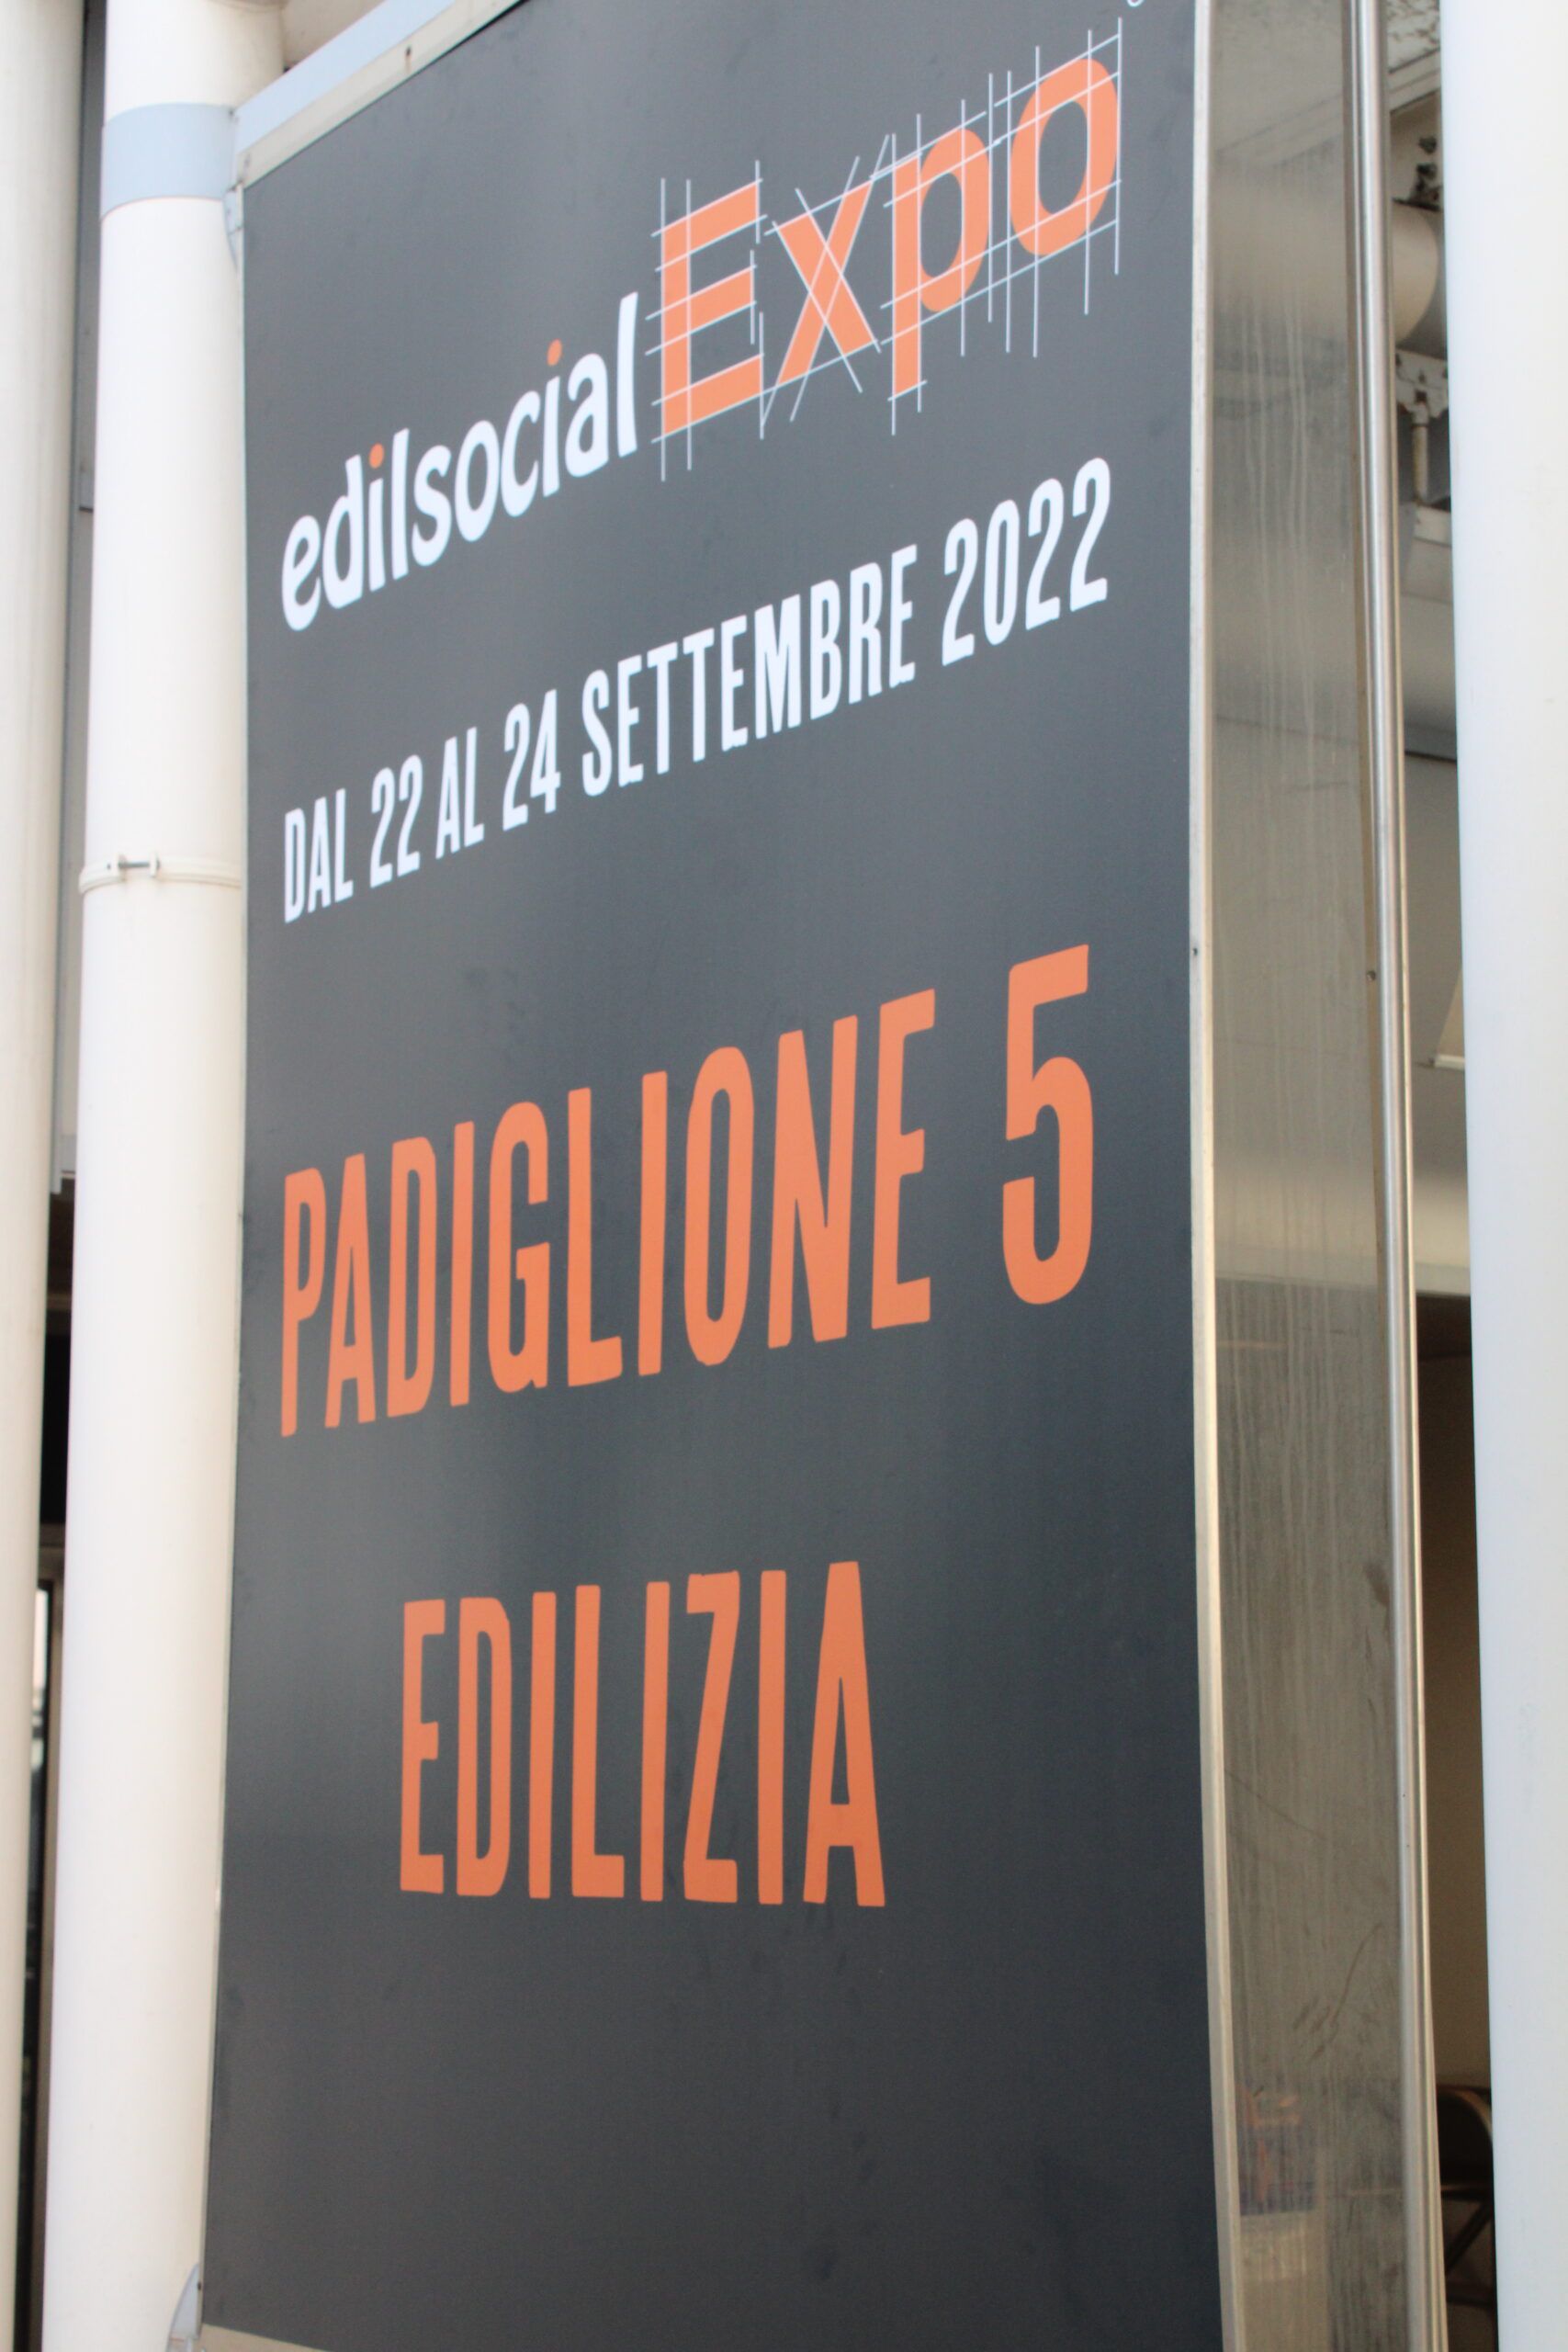 edilsocialExpo
DAL 22 AL 24 SETTEMBRE 2022
PADIGLIONE 5
EDILIZIA